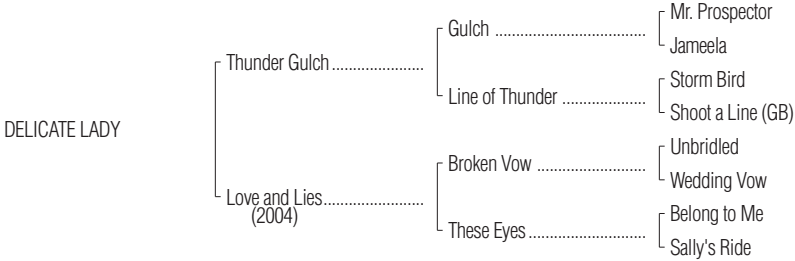 Mr. Prospector
Gulch ....................................
Jameela
Thunder Gulch ......................
Storm Bird
Line of Thunder ....................
Shoot a Line (GB)
DELICATE LADY
Unbridled
Broken Vow ..........................
Wedding Vow
Love and Lies........................
(2004)
Belong to Me
These Eyes ............................
Sally's Ride